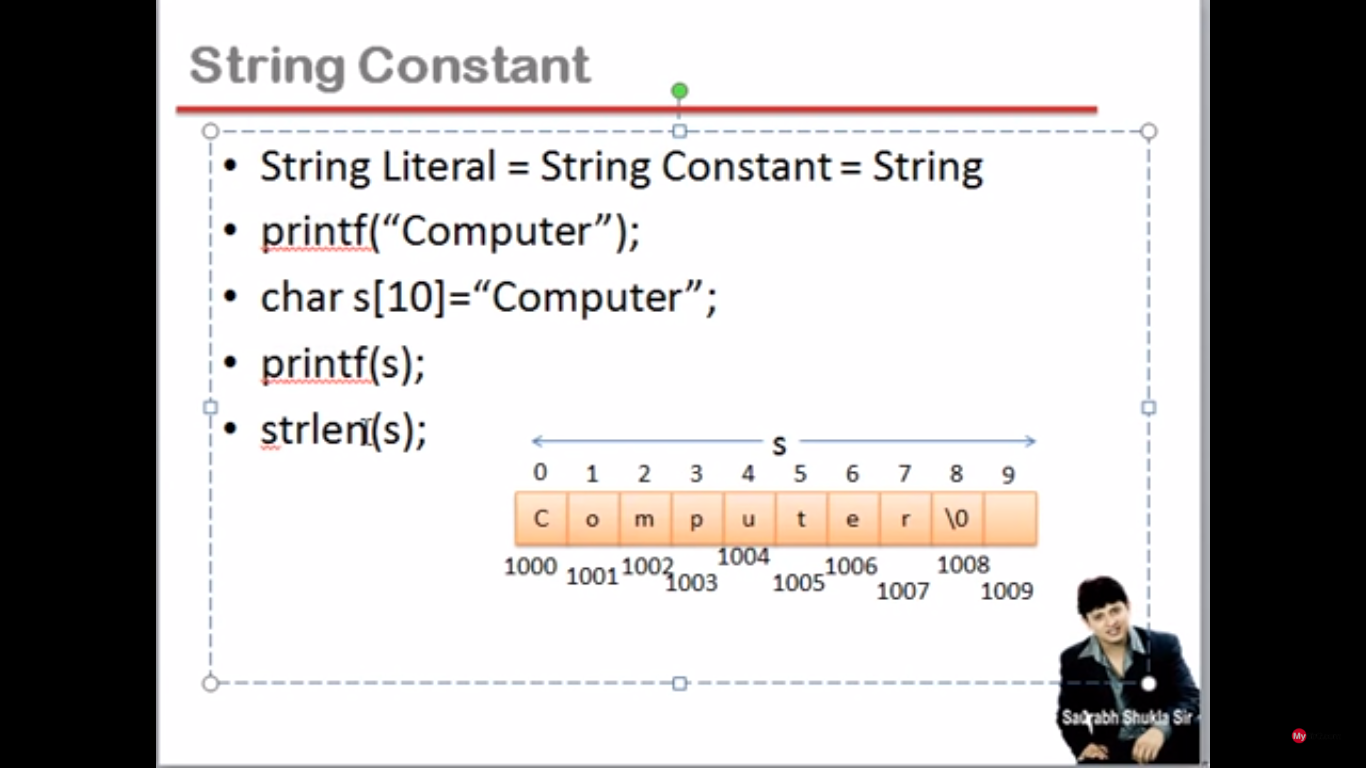 String Constant
• String Literal = String Constant = String
• printf(“Computer”);
• char s[10]=“Computer”;
• printf(s);
• strlen(s);
s
0 1 2 3 4 5 6 7 8 9
C o m p u t e r \0
1000 1001 1002 1003 1004 1005 1006 1007 1008 1009
Saurabh Shukla Sir
My